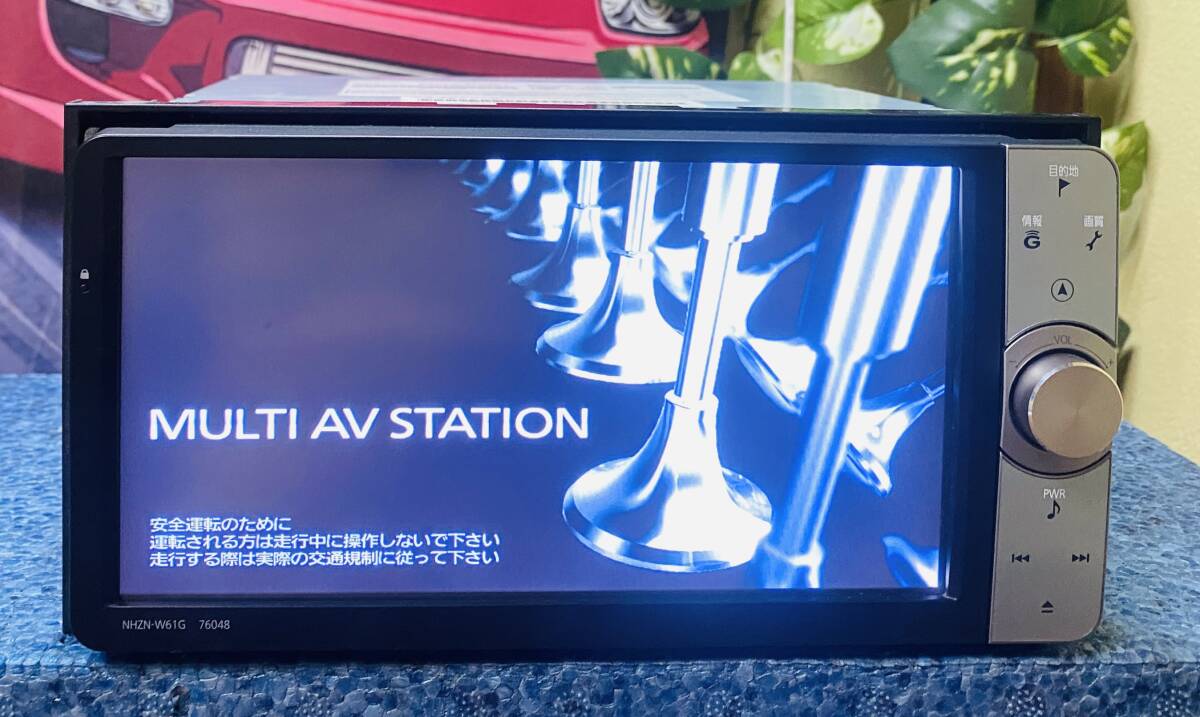 MULTI AV STATION
安全運転のために
運転される方は走行中に操作しないで下さい
走行する際は実際の交通規制に従って下さい
NHZN-W61G 76048
目的地
情報 画質
G
VOL
- +
PWR